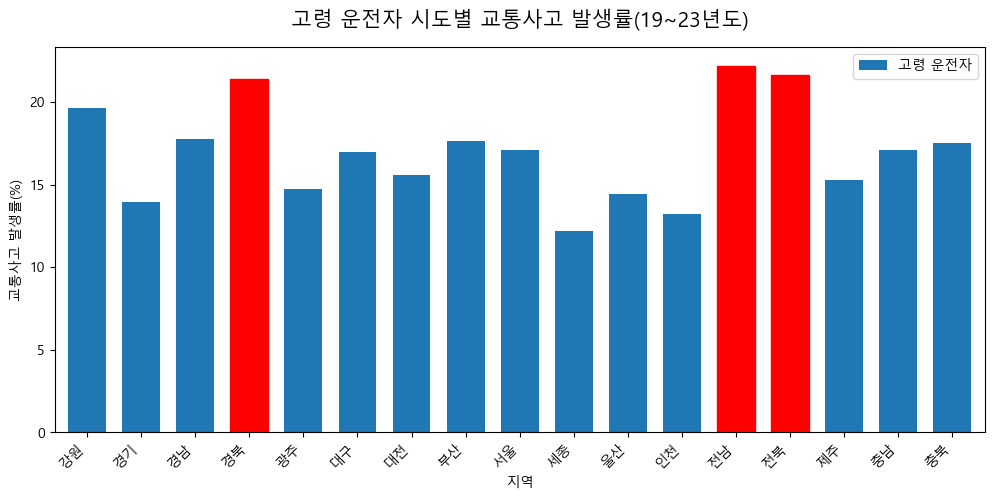 고령 운전자 시도별 교통사고 발생률(19~23년도)
고령 운전자
교통사고 발생률(%)
20
15
10
5
0
강원 경기 경남 경북 광주 대구 대전 부산 서울 세종 울산 인천 전남 전북 제주 충남 충북
지역